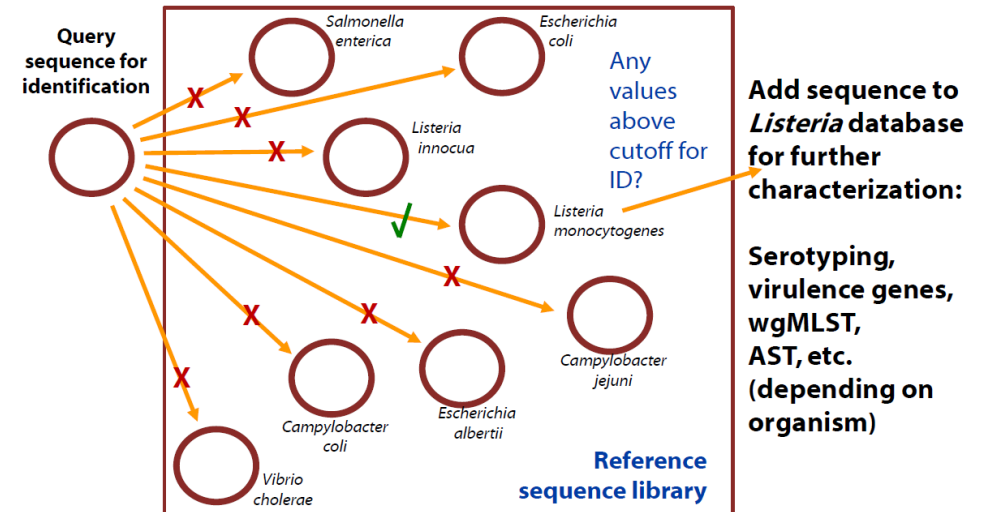 Query
sequence for
identification
Salmonella
enterica
Escherichia
coli
Any
values
above
cutoff for
ID?
X
X
Listeria
innocua
X
√
Listeria
monocytogenes
X
Campylobacter
jejuni
X
X
X
Campylobacter
coli
Escherichia
albertii
Vibrio
cholerae
Reference
sequence library
Add sequence to
Listeria database
for further
characterization:
Serotyping,
virulence genes,
wgMLST,
AST, etc.
(depending on
organism)